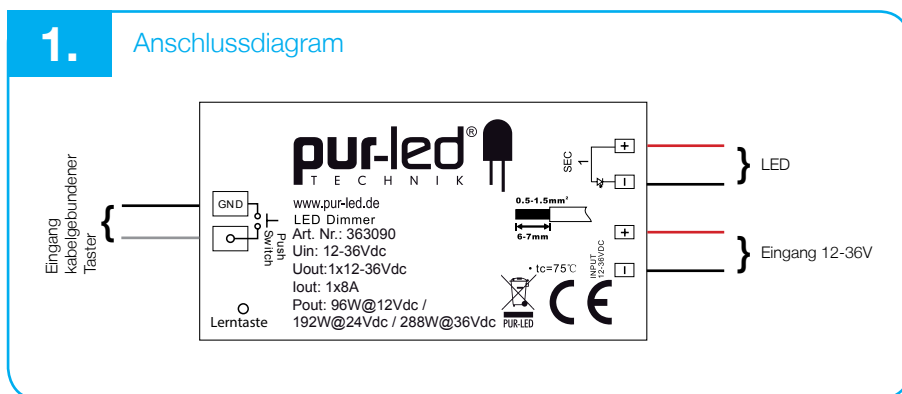 1.
Anschlussdiagram
Eingang
kabelgebundener
Taster
GND
Push
Switch
Lerntaste
pur-led®
TECHNIK
www.pur-led.de
LED Dimmer
Art. Nr.: 363090
Uin: 12-36Vdc
Uout:1x12-36Vdc
Iout: 1x8A
Pout: 96W@12Vdc /
192W@24Vdc / 288W@36Vdc
0.5-1.5mm²
6-7mm
• tc=75℃
PUR-LED
CE
SEC
1
+
−
INPUT
12-36VDC
+
−
LED
Eingang 12-36V